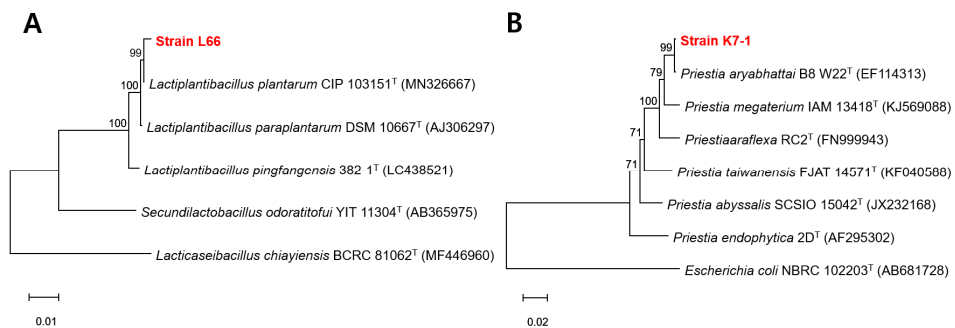 A
Strain L66
99
Lactiplantibacillus plantarum CIP 103151T (MN326667)
100
Lactiplantibacillus paraplantarum DSM 10667T (AJ306297)
100
Lactiplantibacillus pingfangensis 382 1T (LC438521)
Secundilactobacillus odoratitofui YIT 11304T (AB365975)
Lacticaseibacillus chiayiensis BCRC 81062T (MF446960)
0.01
B
Strain K7-1
99
Priestia aryabhattai B8 W22T (EF114313)
79
Priestia megaterium IAM 13418T (KJ569088)
100
Priestiaaraflexa RC2T (FN999943)
71
Priestia taiwanensis FJAT 14571T (KF040588)
71
Priestia abyssalis SCSIO 15042T (JX232168)
Priestia endophytica 2DT (AF295302)
Escherichia coli NBRC 102203T (AB681728)
0.02